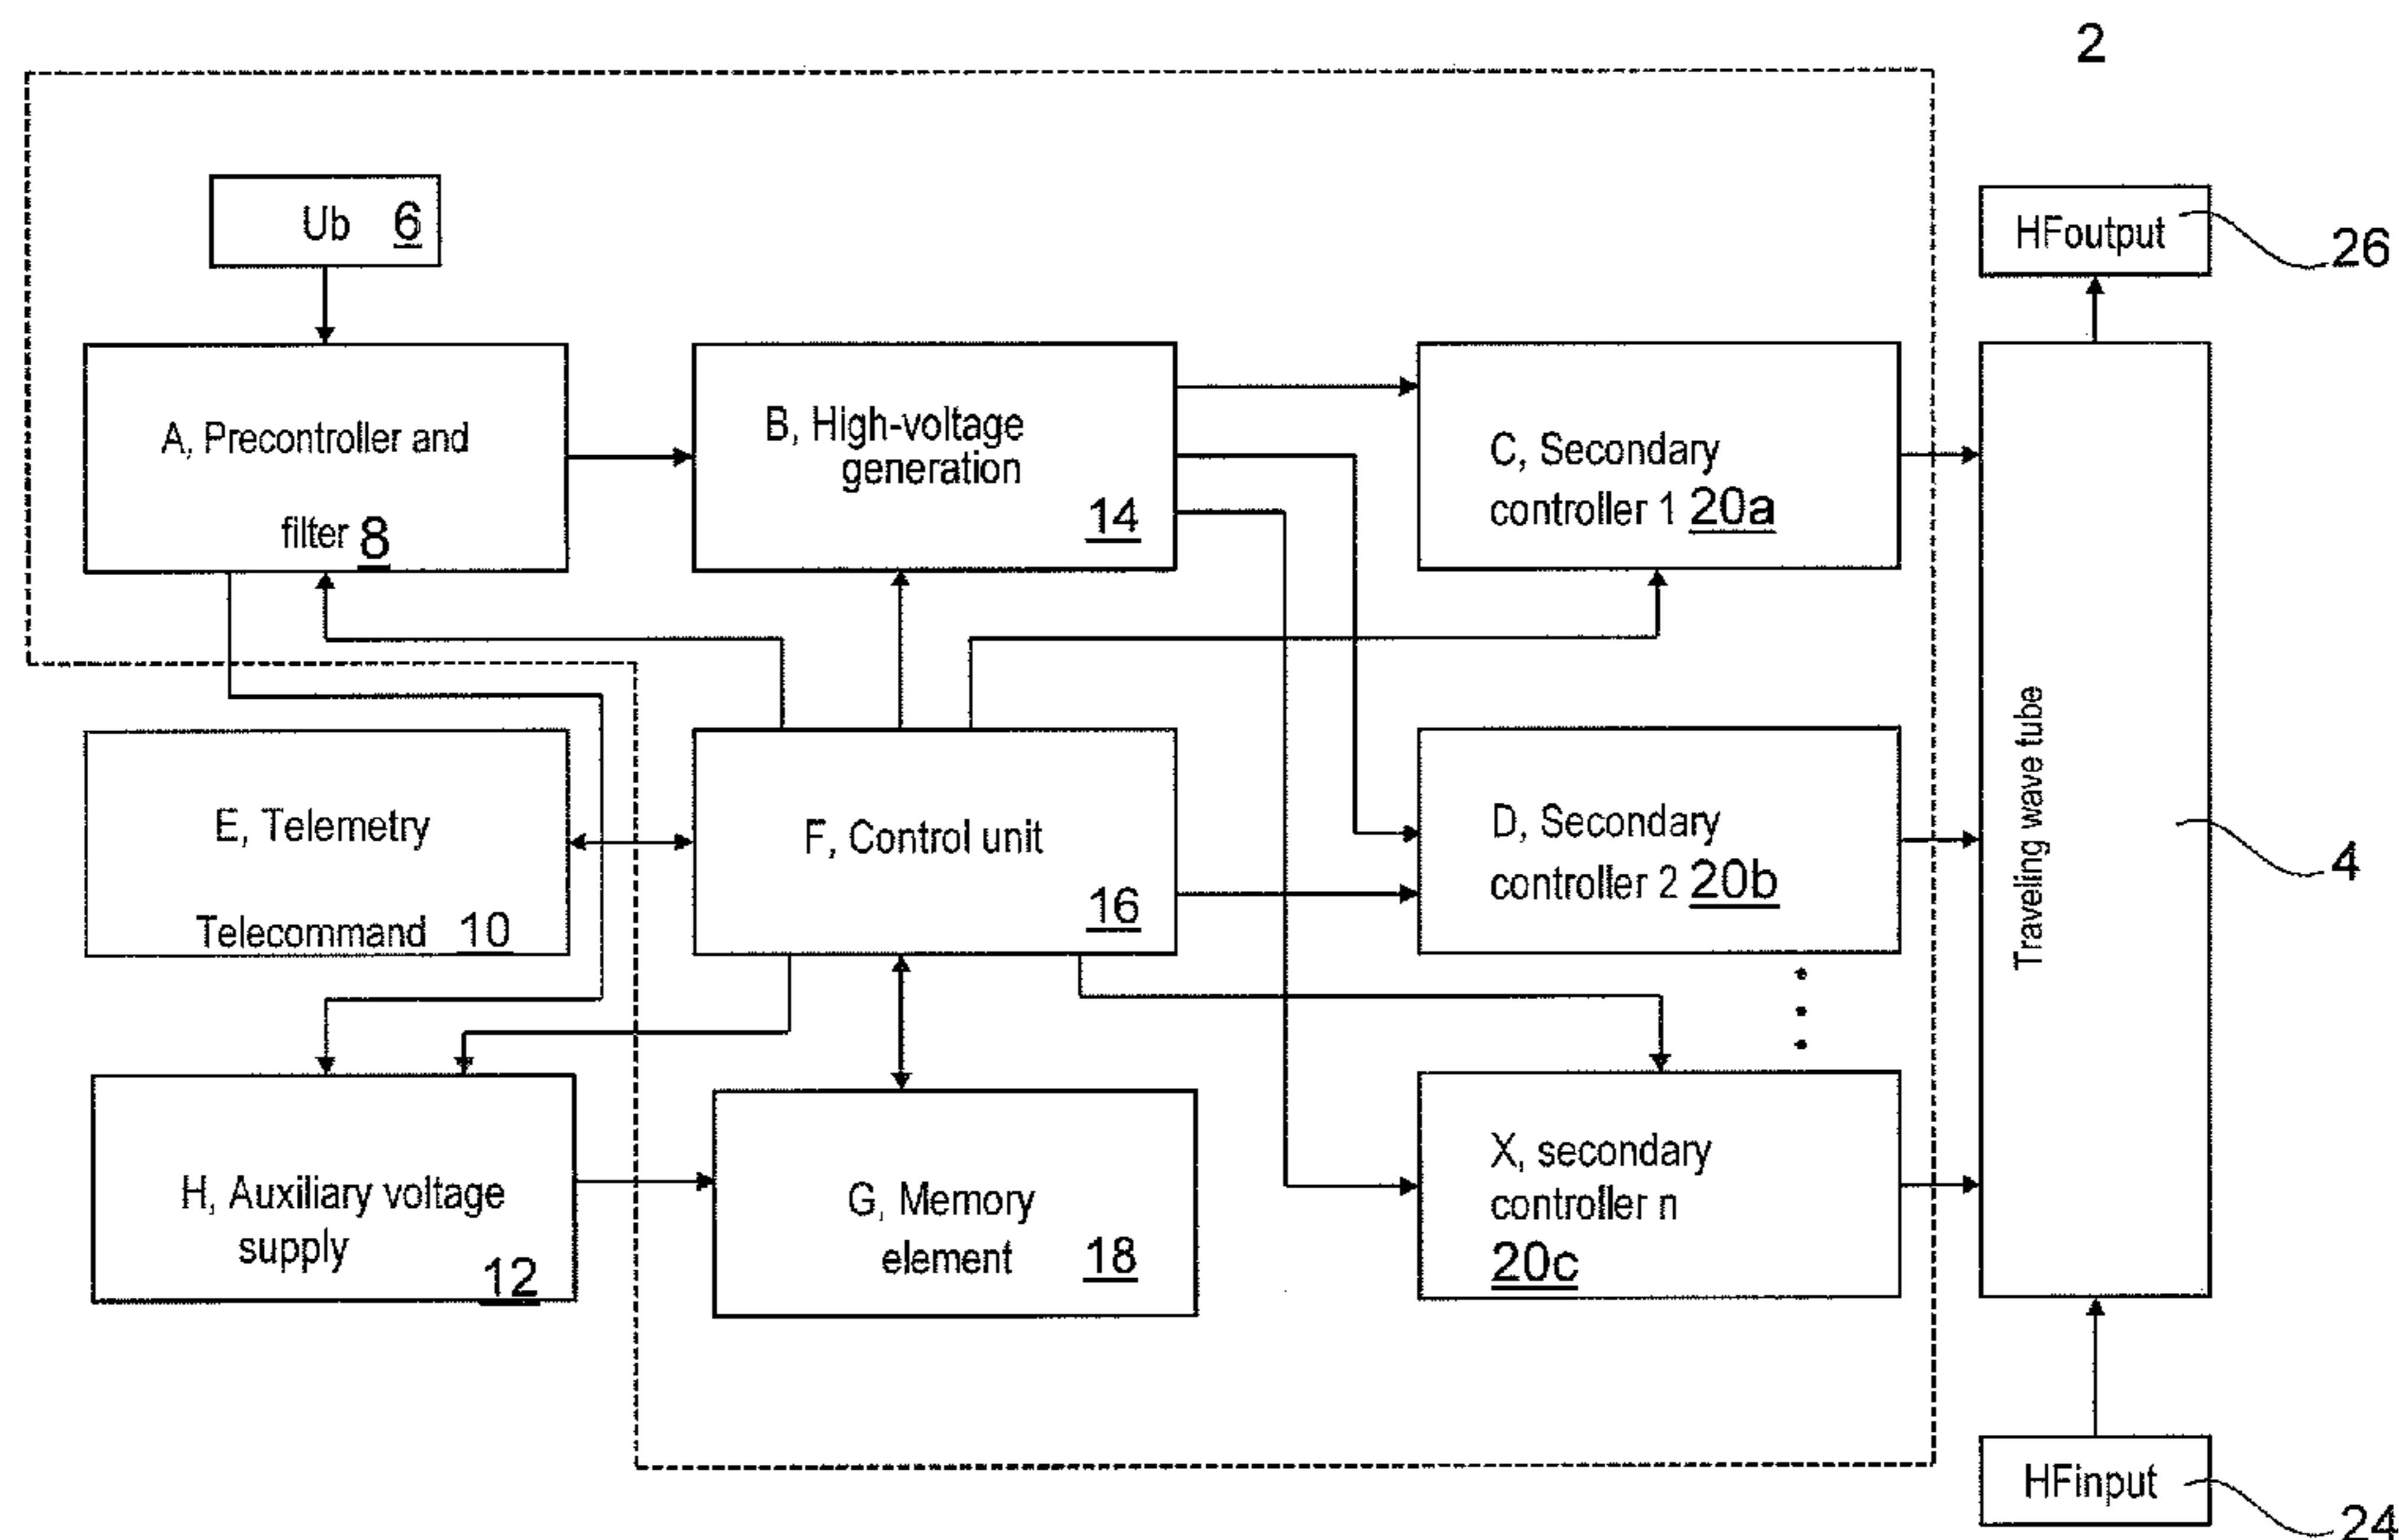 2
Ub 6
HFoutput
26
A, Precontroller and
filter 8
B, High-voltage
generation
14
C, Secondary
controller 1 20a
Traveling wave tube
4
E, Telemetry
Telecommand 10
F, Control unit
16
D, Secondary
controller 2 20b
H, Auxiliary voltage
supply
12
G, Memory
element 18
X, secondary
controller n
20c
HFinput
24